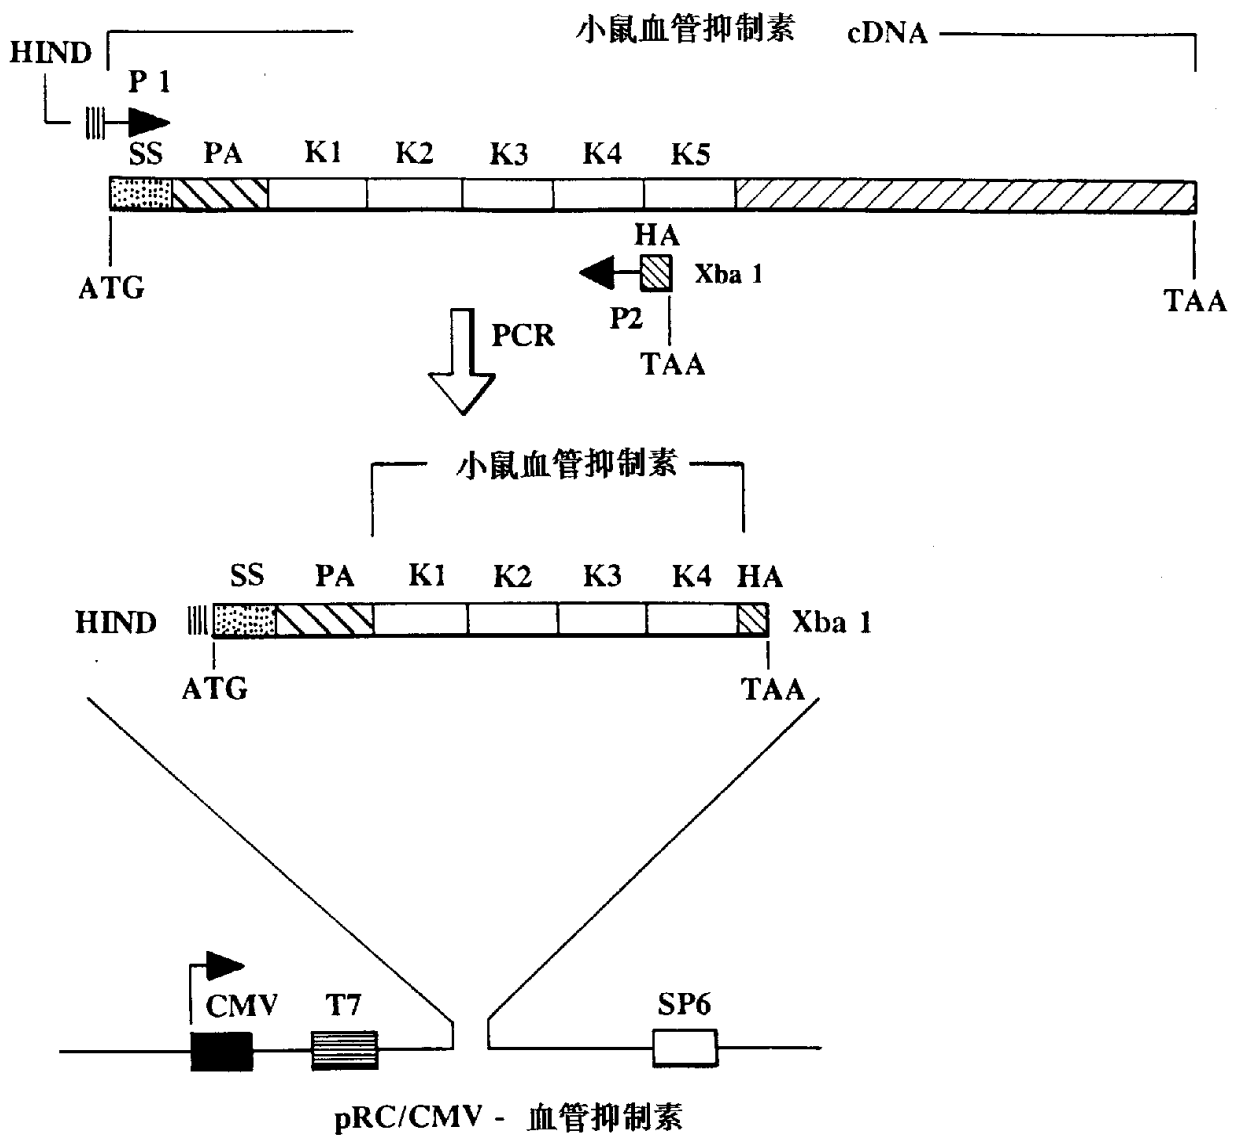 小鼠血管抑制素 cDNA
HIND
P 1
SS PA K1 K2 K3 K4 K5
HA
Xba 1
ATG
P2
TAA
TAA
PCR
小鼠血管抑制素
SS PA K1 K2 K3 K4 HA
HIND
Xba 1
ATG
TAA
CMV T7 SP6
pRC/CMV - 血管抑制素